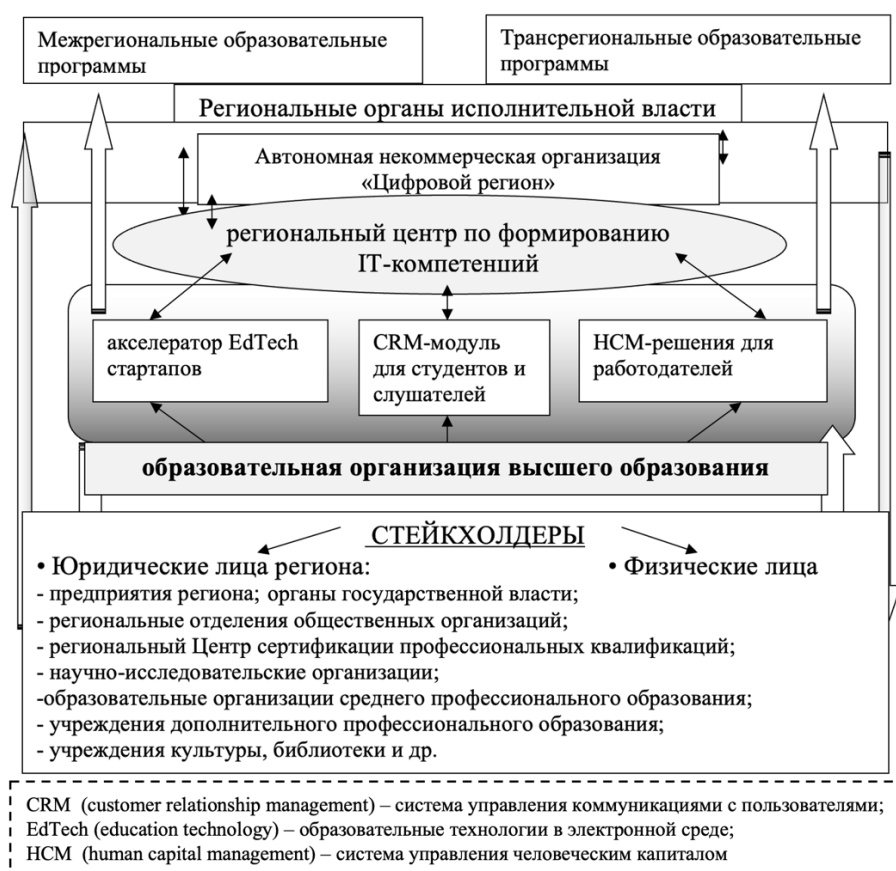 Межрегиональные образовательные
программы
Трансрегиональные образовательные
программы
Региональные органы исполнительной власти
Автономная некоммерческая организация
«Цифровой регион»
региональный центр по формированию
IT-компетенций
акселератор EdTech
стартапов
CRM-модуль
для студентов и
слушателей
HCM-решения для
работодателей
образовательная организация высшего образования
СТЕЙКХОЛДЕРЫ
• Юридические лица региона:
• Физические лица
- предприятия региона; органы государственной власти;
- региональные отделения общественных организаций;
- региональный Центр сертификации профессиональных квалификаций;
- научно-исследовательские организации;
-образовательные организации среднего профессионального образования;
- учреждения дополнительного профессионального образования;
- учреждения культуры, библиотеки и др.
CRM (customer relationship management) – система управления коммуникациями с пользователями;
EdTech (education technology) – образовательные технологии в электронной среде;
HCM (human capital management) – система управления человеческим капиталом